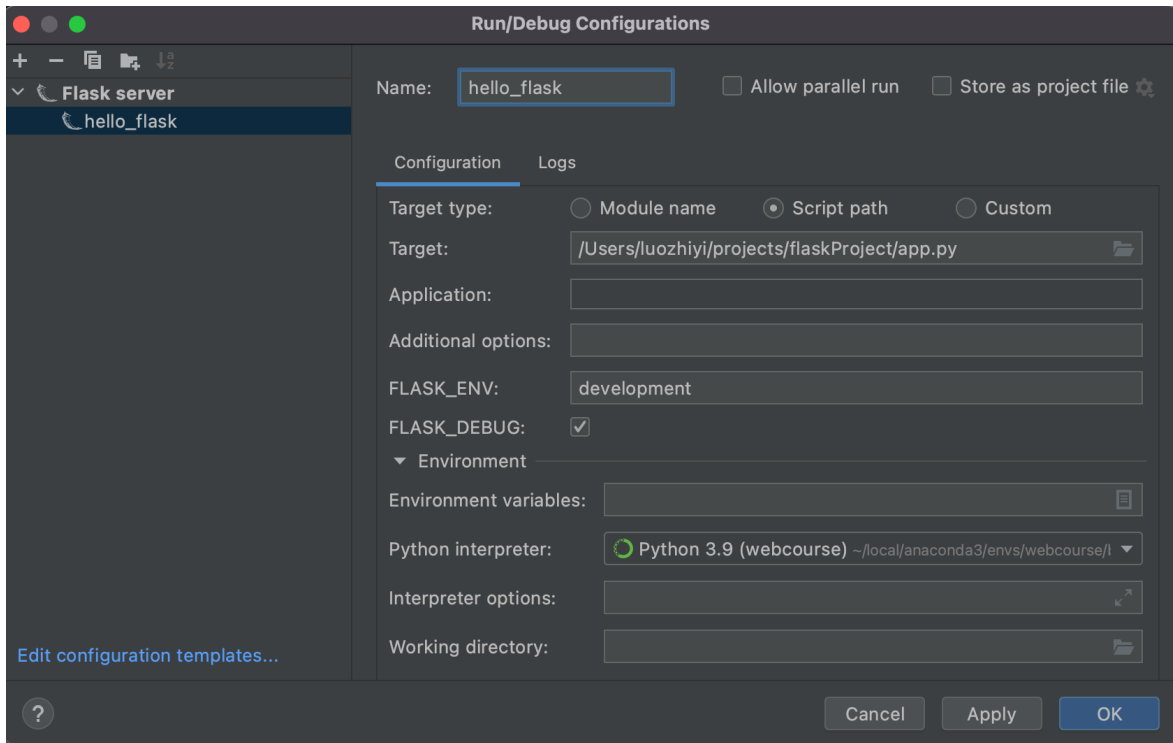 Run/Debug Configurations
Flask server
hello_flask
Edit configuration templates...
Name: hello_flask Allow parallel run Store as project file
Configuration Logs
Target type: Module name Script path Custom
Target: /Users/luozhiyi/projects/flaskProject/app.py
Application:
Additional options:
FLASK_ENV: development
FLASK_DEBUG:
Environment
Environment variables:
Python interpreter: Python 3.9 (webcourse) ~/local/anaconda3/envs/webcourse/
Interpreter options:
Working directory:
? Cancel Apply OK